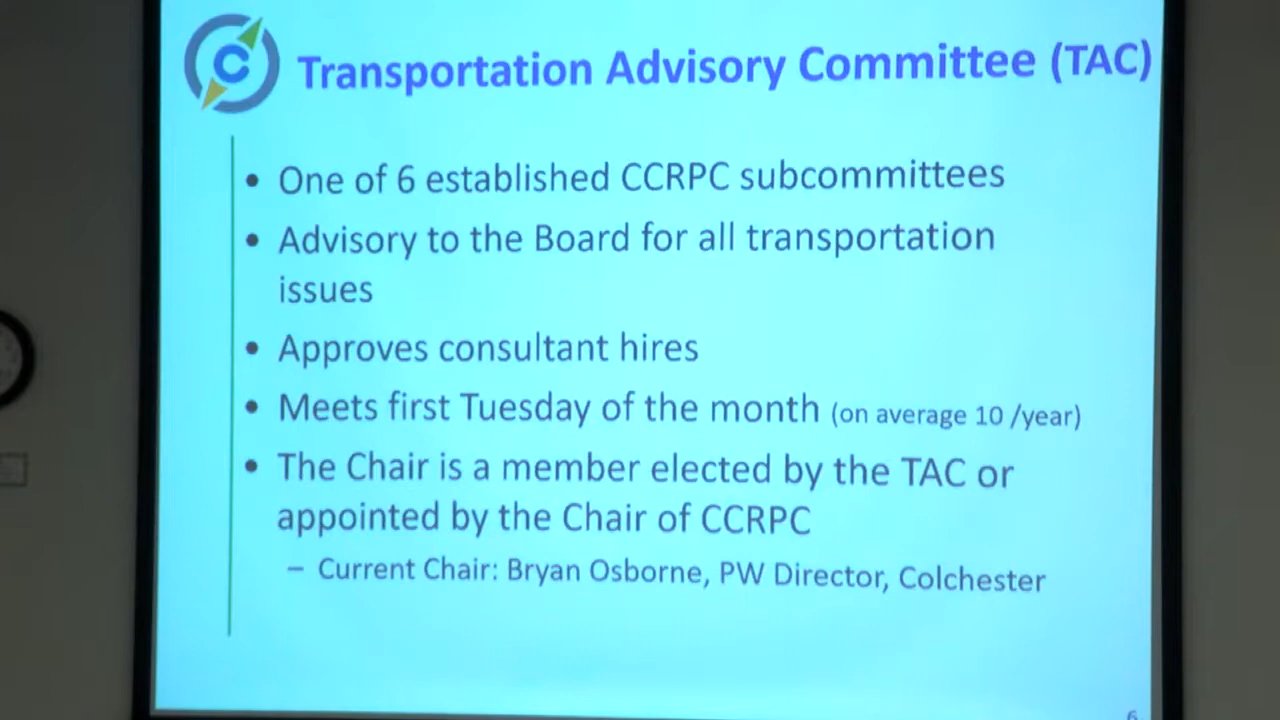 C
Transportation Advisory Committee (TAC)
• One of 6 established CCRPC subcommittees
• Advisory to the Board for all transportation
issues
• Approves consultant hires
• Meets first Tuesday of the month (on average 10 /year)
• The Chair is a member elected by the TAC or
appointed by the Chair of CCRPC
– Current Chair: Bryan Osborne, PW Director, Colchester
6